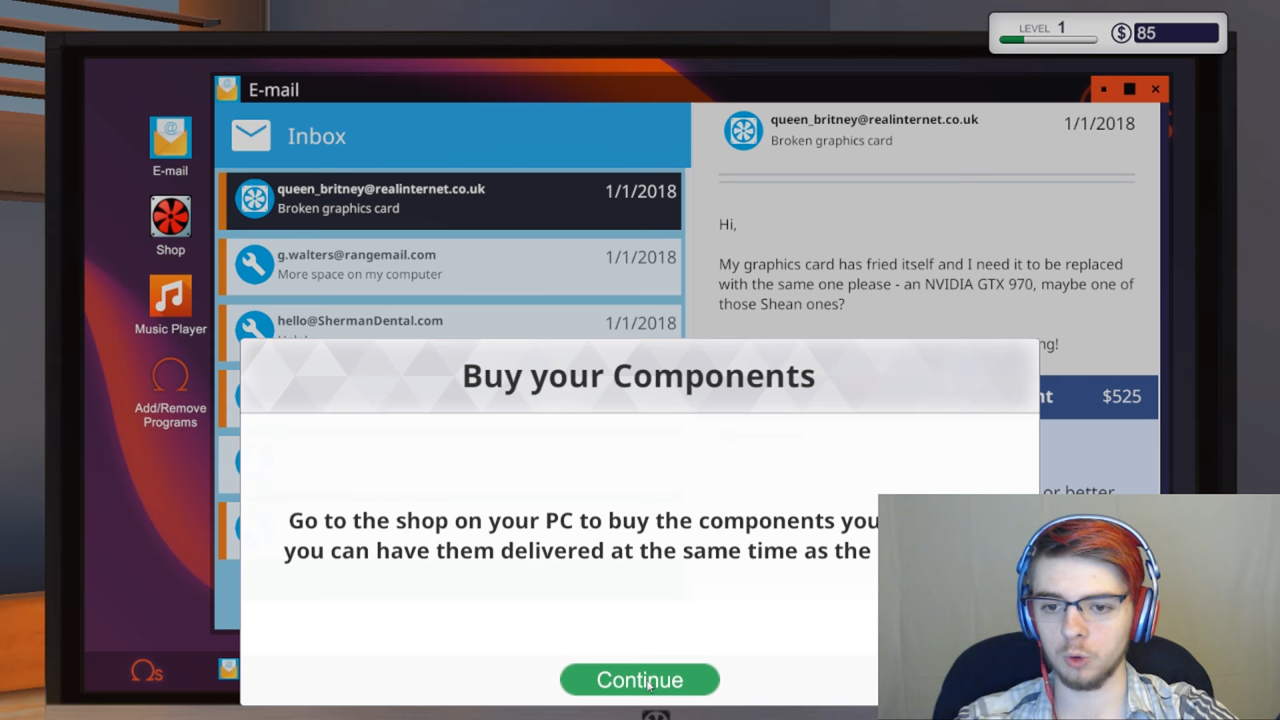 LEVEL 1
$ 85
E-mail
E-mail
Shop
Music Player
Add/Remove
Programs
Inbox
queen_britney@realinternet.co.uk
1/1/2018
Broken graphics card
g.walters@rangemail.com
1/1/2018
More space on my computer
hello@ShermanDental.com
1/1/2018
queen_britney@realinternet.co.uk
1/1/2018
Broken graphics card
Hi,
My graphics card has fried itself and I need it to be replaced
with the same one please - an NVIDIA GTX 970, maybe one of
those Shean ones?
ng!
nt $525
or better
Buy your Components
Go to the shop on your PC to buy the components you
you can have them delivered at the same time as the
Continue
Ωs